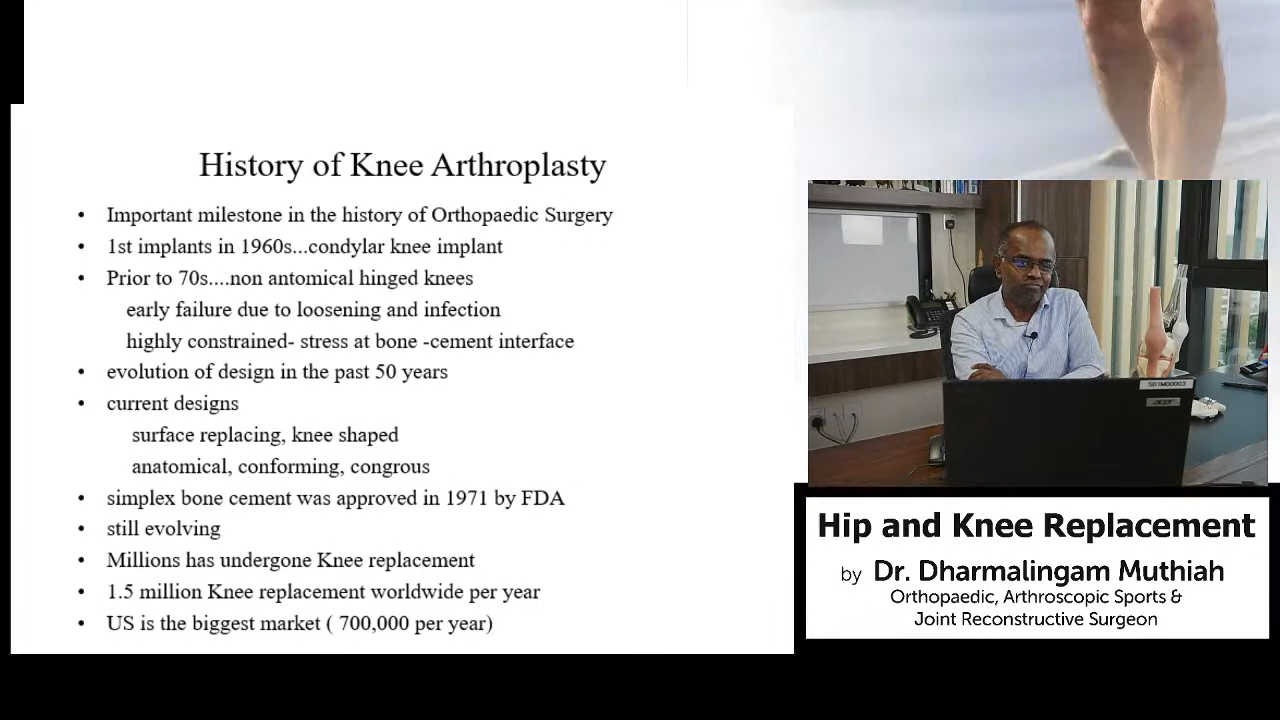 History of Knee Arthroplasty
• Important milestone in the history of Orthopaedic Surgery
• 1st implants in 1960s...condylar knee implant
• Prior to 70s....non antomical hinged knees
early failure due to loosening and infection
highly constrained- stress at bone -cement interface
• evolution of design in the past 50 years
• current designs
surface replacing, knee shaped
anatomical, conforming, congrous
• simplex bone cement was approved in 1971 by FDA
• still evolving
• Millions has undergone Knee replacement
• 1.5 million Knee replacement worldwide per year
• US is the biggest market ( 700,000 per year)
S01M00003
acer
Hip and Knee Replacement
by Dr. Dharmalingam Muthiah
Orthopaedic, Arthroscopic Sports &
Joint Reconstructive Surgeon